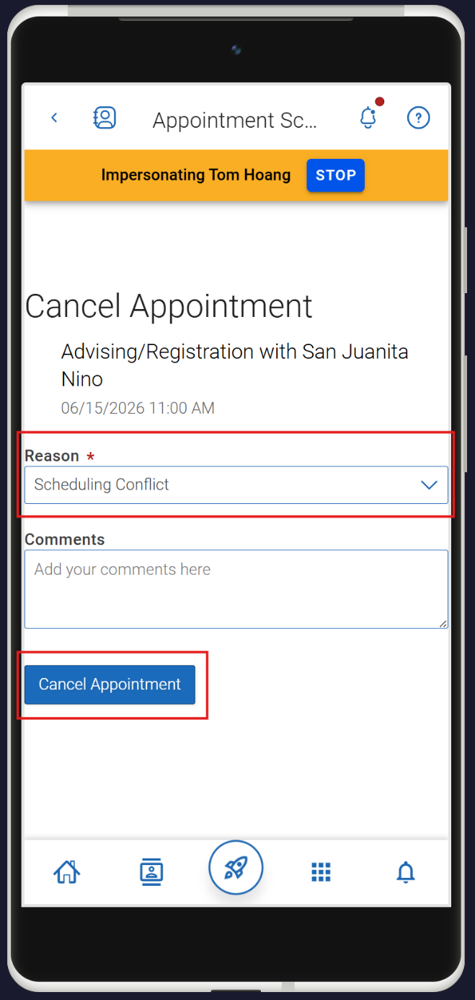 Appointment Sc...
Impersonating Tom Hoang STOP
Cancel Appointment
Advising/Registration with San Juanita
Nino
06/15/2026 11:00 AM
Reason *
Scheduling Conflict
Comments
Add your comments here
Cancel Appointment